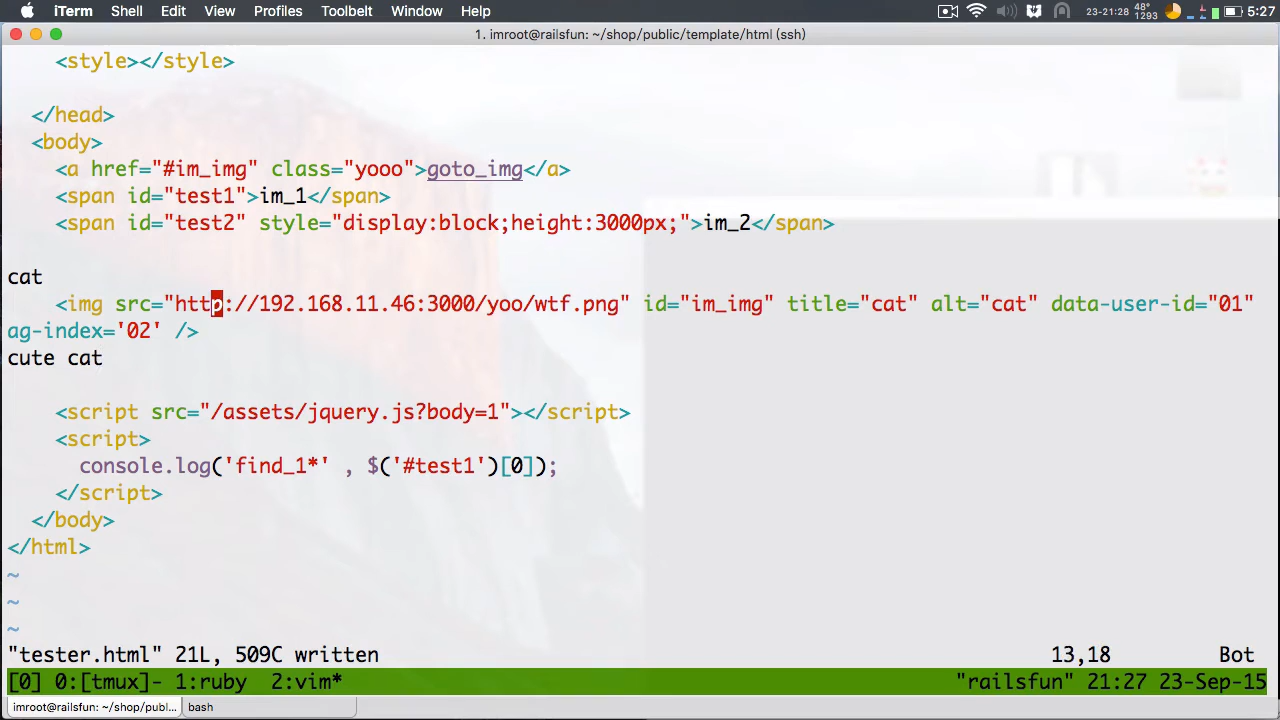 iTerm Shell Edit View Profiles Toolbelt Window Help 23-21:28 48° 1293 5:27
1. imroot@railsfun: ~/shop/public/template/html (ssh)
<style></style>
</head>
<body>
<a href="#im_img" class="yooo">goto_img</a>
<span id="test1">im_1</span>
<span id="test2" style="display:block;height:3000px;">im_2</span>
cat
<img src="http://192.168.11.46:3000/yoo/wtf.png" id="im_img" title="cat" alt="cat" data-user-id="01"
ag-index='02' />
cute cat
<script src="/assets/jquery.js?body=1"></script>
<script>
console.log('find_1*' , $('#test1')[0]);
</script>
</body>
</html>
~
~
~
"tester.html" 21L, 509C written 13,18 Bot
[0] 0:[tmux]- 1:ruby 2:vim* "railsfun" 21:27 23-Sep-15
imroot@railsfun: ~/shop/publ... bash